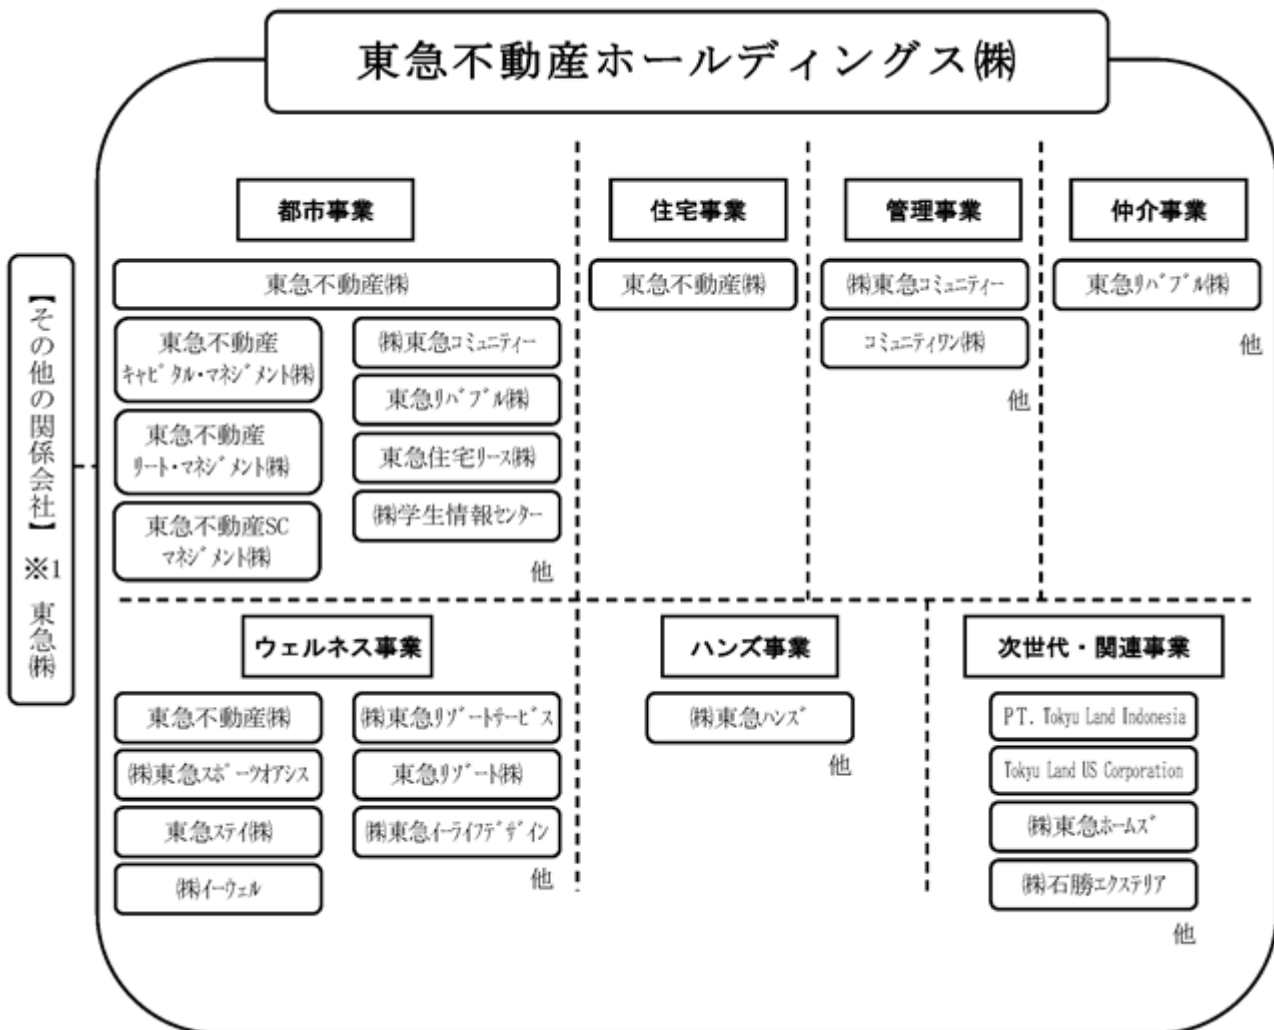 東急不動産ホールディングス㈱
【その他の関係会社】※1 東急㈱
都市事業
東急不動産㈱
東急不動産
ｷｬﾋﾟﾀﾙ・ﾏﾈｼﾞﾒﾝﾄ㈱
東急不動産
ﾘｰﾄ・ﾏﾈｼﾞﾒﾝﾄ㈱
東急不動産SC
ﾏﾈｼﾞﾒﾝﾄ㈱
㈱東急ｺﾐｭﾆﾃｨｰ
東急ﾘﾊﾞﾌﾞﾙ㈱
東急住宅ﾘｰｽ㈱
㈱学生情報ｾﾝﾀｰ
他
住宅事業
東急不動産㈱
管理事業
㈱東急ｺﾐｭﾆﾃｨｰ
ｺﾐｭﾆﾃｨﾜﾝ㈱
他
仲介事業
東急ﾘﾊﾞﾌﾞﾙ㈱
他
ウェルネス事業
東急不動産㈱
㈱東急ｽﾎﾟｰﾂｵｱｼｽ
東急ｽﾃｲ㈱
㈱ｲｰｳｪﾙ
㈱東急ﾘｿﾞｰﾄｻｰﾋﾞｽ
東急ﾘｿﾞｰﾄ㈱
㈱東急ｲｰﾗｲﾌﾃﾞｻﾞｲﾝ
他
ハンズ事業
㈱東急ﾊﾝｽﾞ
他
次世代・関連事業
PT. Tokyu Land Indonesia
Tokyu Land US Corporation
㈱東急ﾎｰﾑｽﾞ
㈱石勝ｴｸｽﾃﾘｱ
他